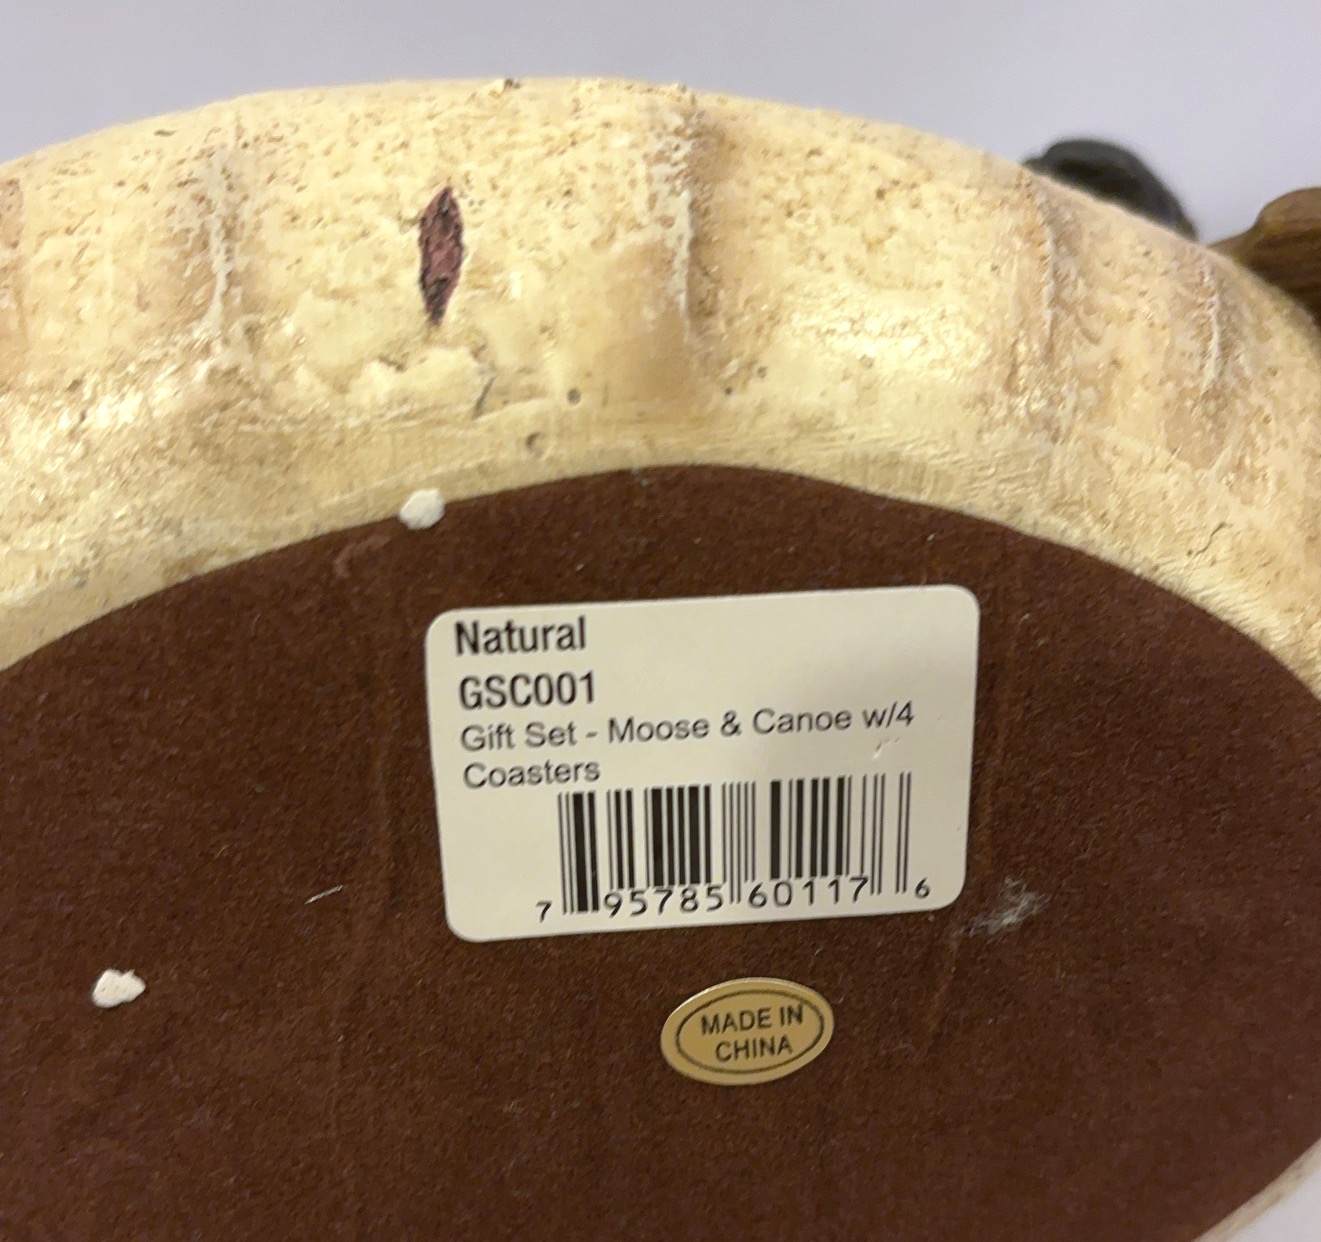 Natural
GSC001
Gift Set - Moose & Canoe w/4
Coasters
7 95785 60117 6
MADE IN
CHINA